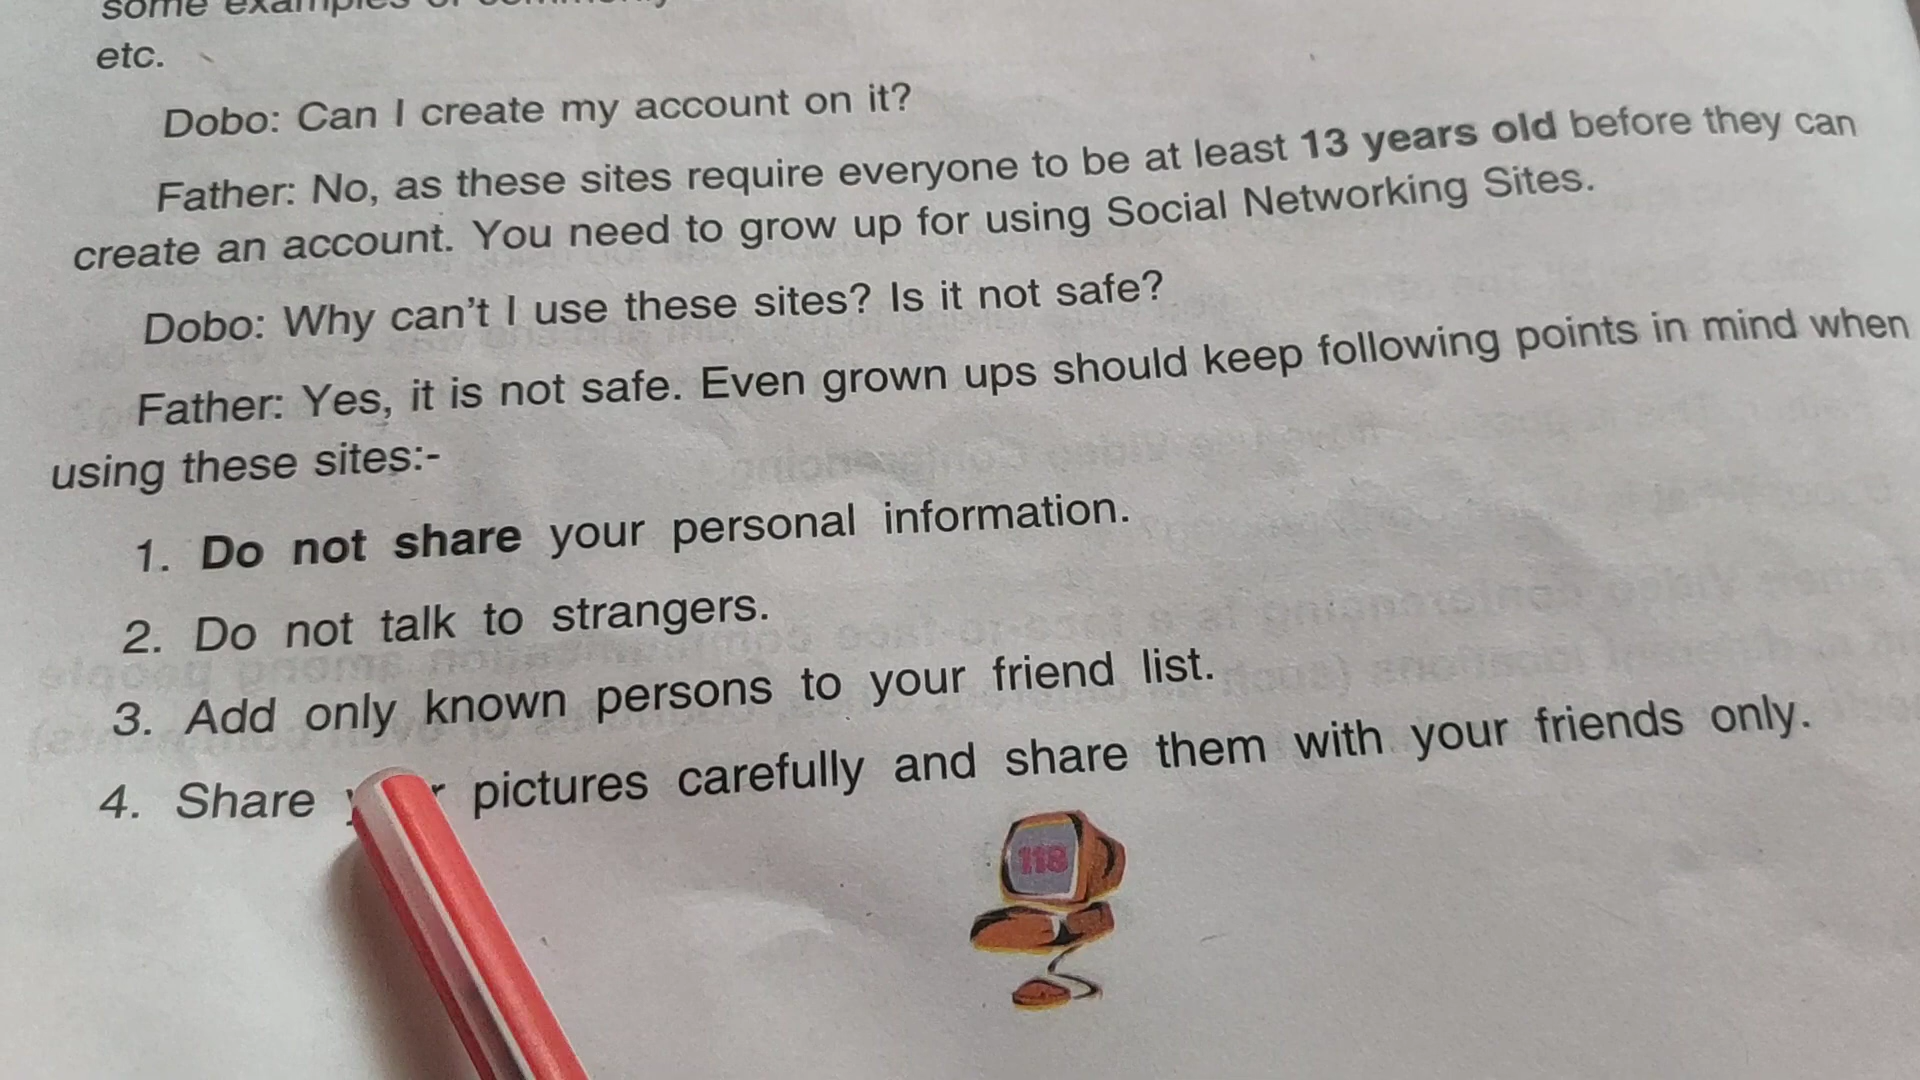 some examples of
etc.
Dobo: Can I create my account on it?
Father: No, as these sites require everyone to be at least 13 years old before they can
create an account. You need to grow up for using Social Networking Sites.
Dobo: Why can't I use these sites? Is it not safe?
Father: Yes, it is not safe. Even grown ups should keep following points in mind when
using these sites:-
1. Do not share your personal information.
2. Do not talk to strangers.
3. Add only known persons to your friend list.
4. Share pictures carefully and share them with your friends only.
118